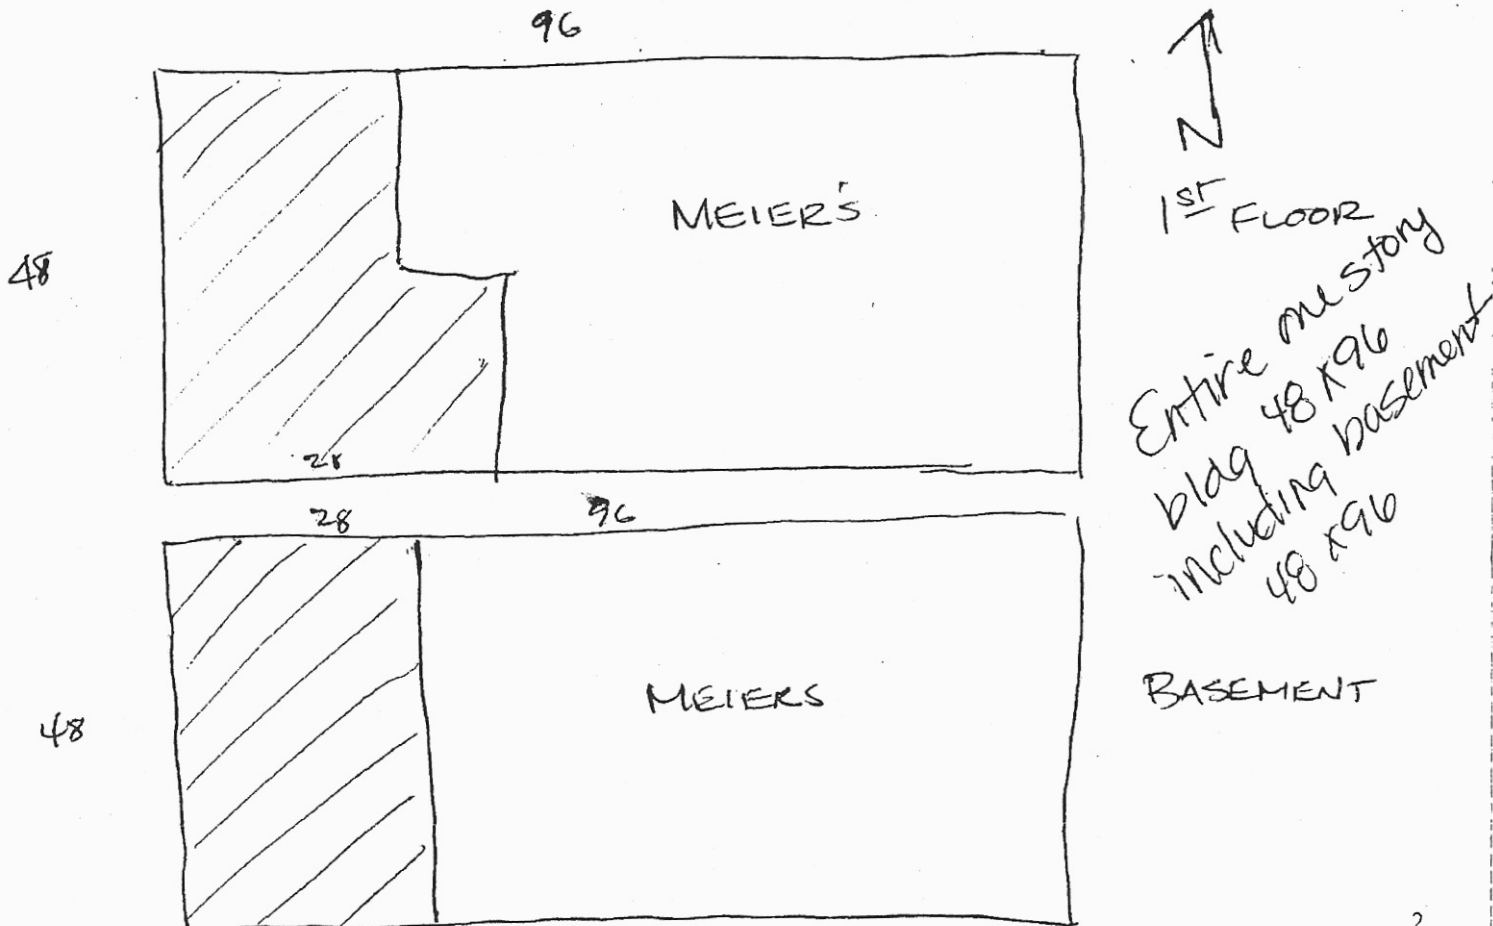 96
MEIER'S
48
28
N
1ST FLOOR
Entire one story
bldg 48 x 96
including basement
48 x 96
28
96
MEIERS
48
BASEMENT